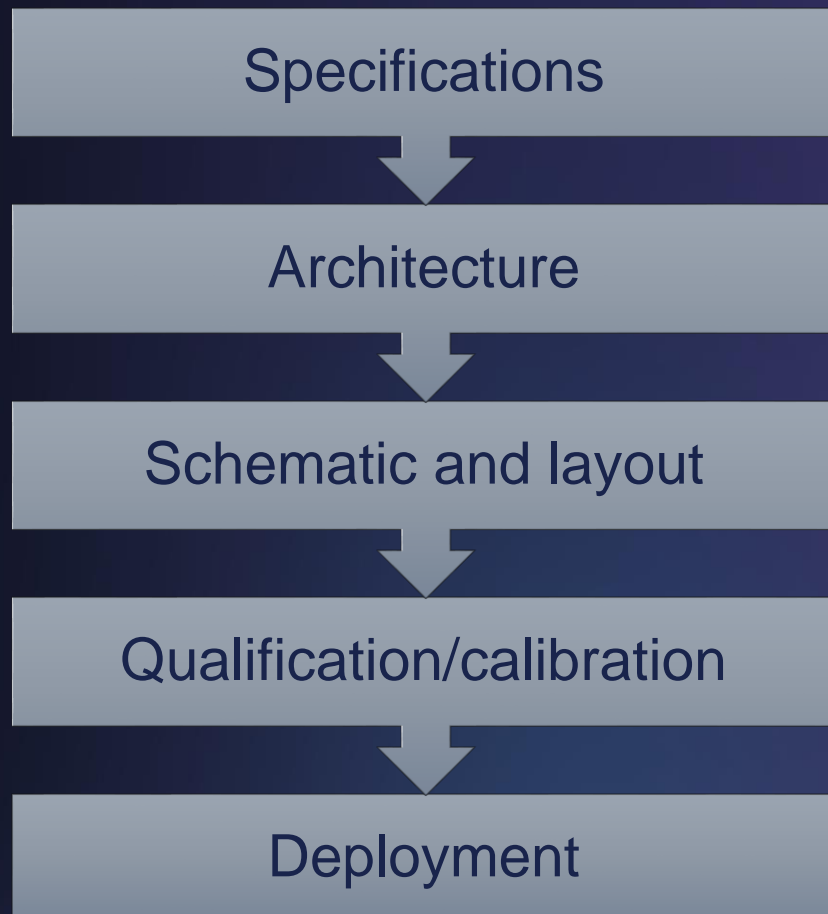 Specifications
Architecture
Schematic and layout
Qualification/calibration
Deployment